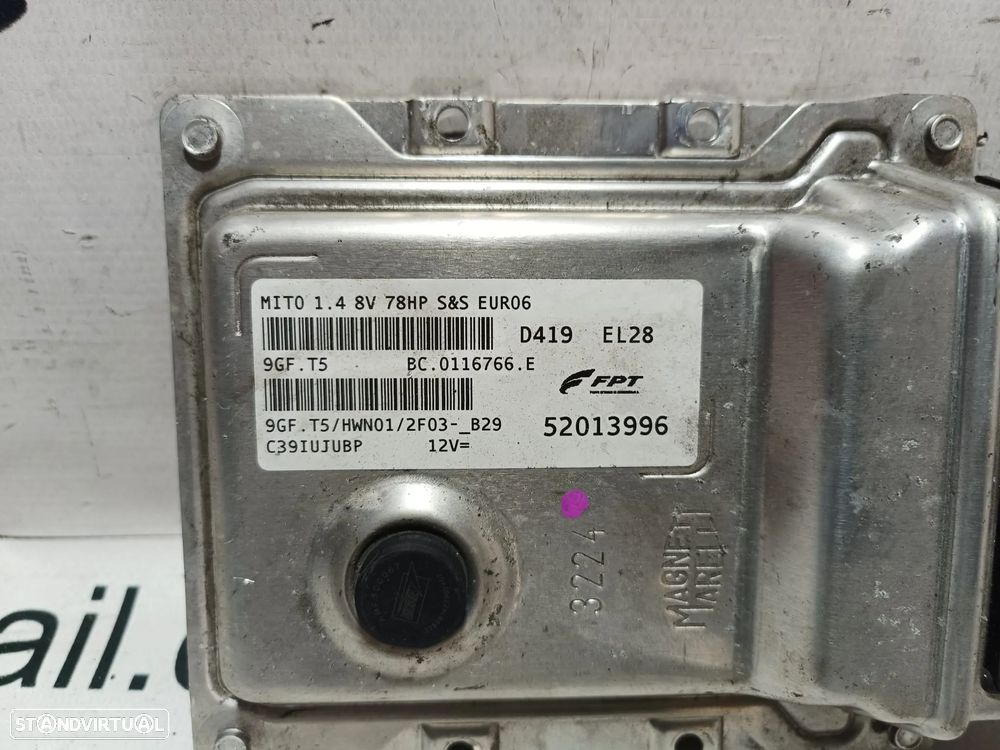 MITO 1.4 8V 78HP S&S EURO6
D419 EL28
9GF.T5 BC.0116766.E
FPT
9GF.T5/HWN01/2F03-_B29
52013996
C39IUJUBP 12V=
3224
MAGNETI
MARELLI
ail.
STANDVIRTUAL